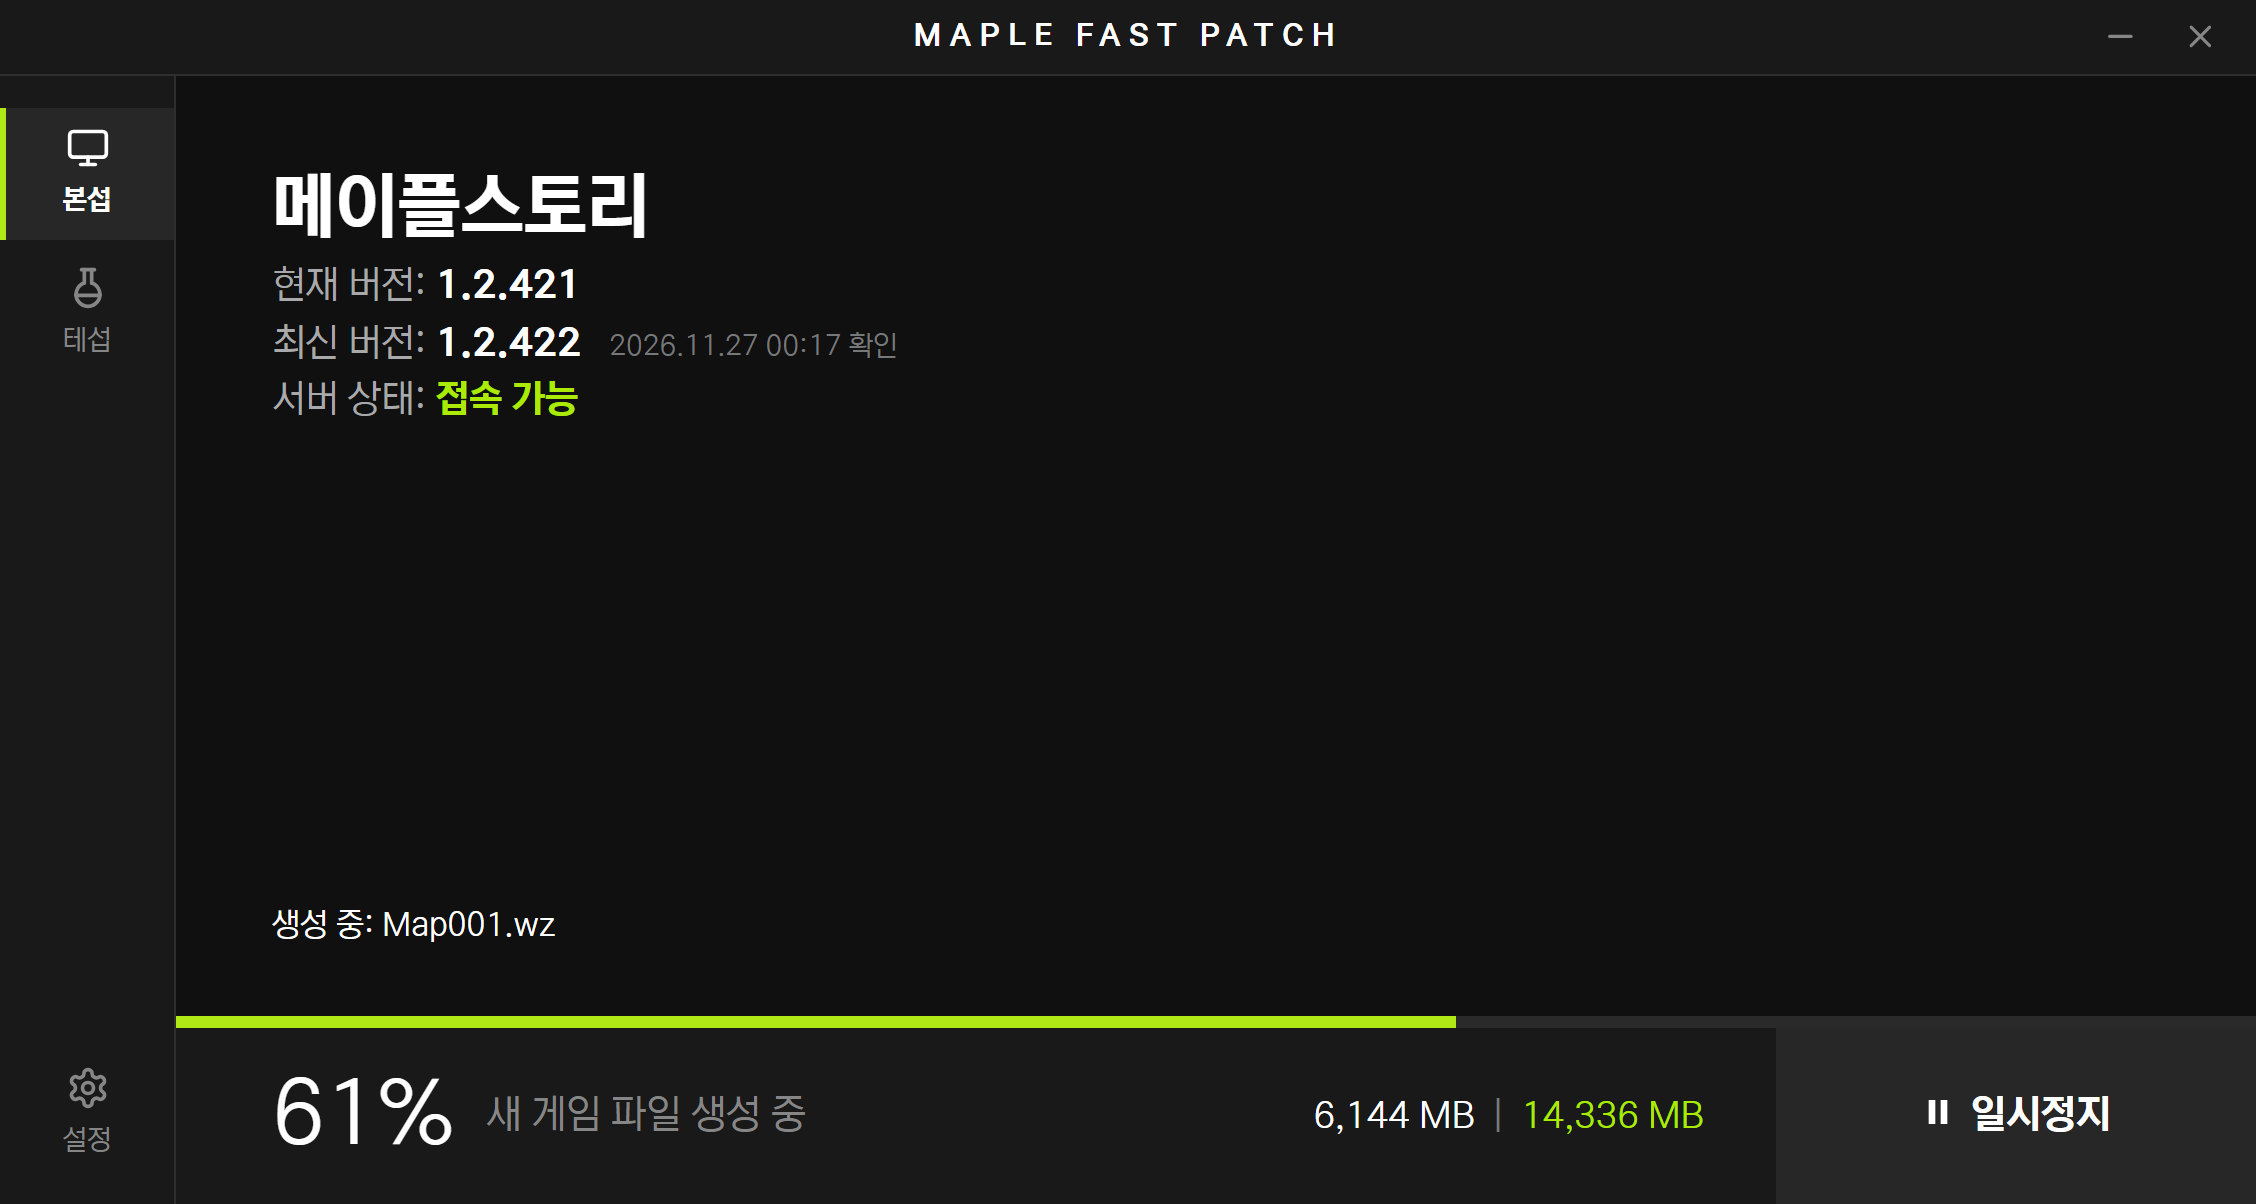 MAPLE FAST PATCH
본섭
테섭
설정
메이플스토리
현재 버전: 1.2.421
최신 버전: 1.2.422 2026.11.27 00:17 확인
서버 상태: 접속 가능
생성 중: Map001.wz
61% 새 게임 파일 생성 중
6,144 MB | 14,336 MB
일시정지